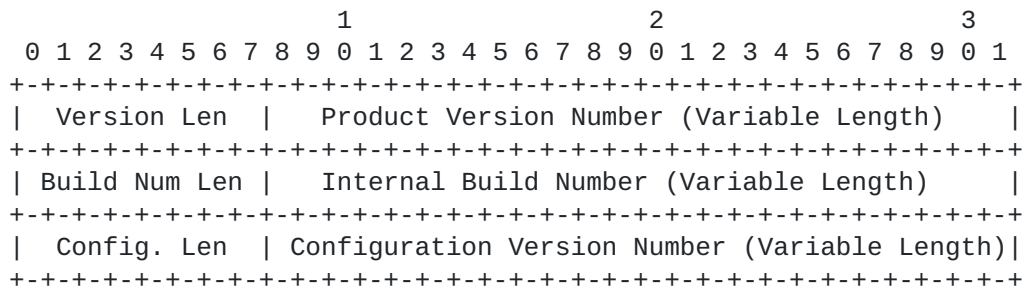 1                   2                   3
 0 1 2 3 4 5 6 7 8 9 0 1 2 3 4 5 6 7 8 9 0 1 2 3 4 5 6 7 8 9 0 1
+-+-+-+-+-+-+-+-+-+-+-+-+-+-+-+-+-+-+-+-+-+-+-+-+-+-+-+-+-+-+-+-+
|  Version Len  |   Product Version Number (Variable Length)    |
+-+-+-+-+-+-+-+-+-+-+-+-+-+-+-+-+-+-+-+-+-+-+-+-+-+-+-+-+-+-+-+-+
| Build Num Len |   Internal Build Number (Variable Length)     |
+-+-+-+-+-+-+-+-+-+-+-+-+-+-+-+-+-+-+-+-+-+-+-+-+-+-+-+-+-+-+-+-+
|  Config. Len  | Configuration Version Number (Variable Length)|
+-+-+-+-+-+-+-+-+-+-+-+-+-+-+-+-+-+-+-+-+-+-+-+-+-+-+-+-+-+-+-+-+